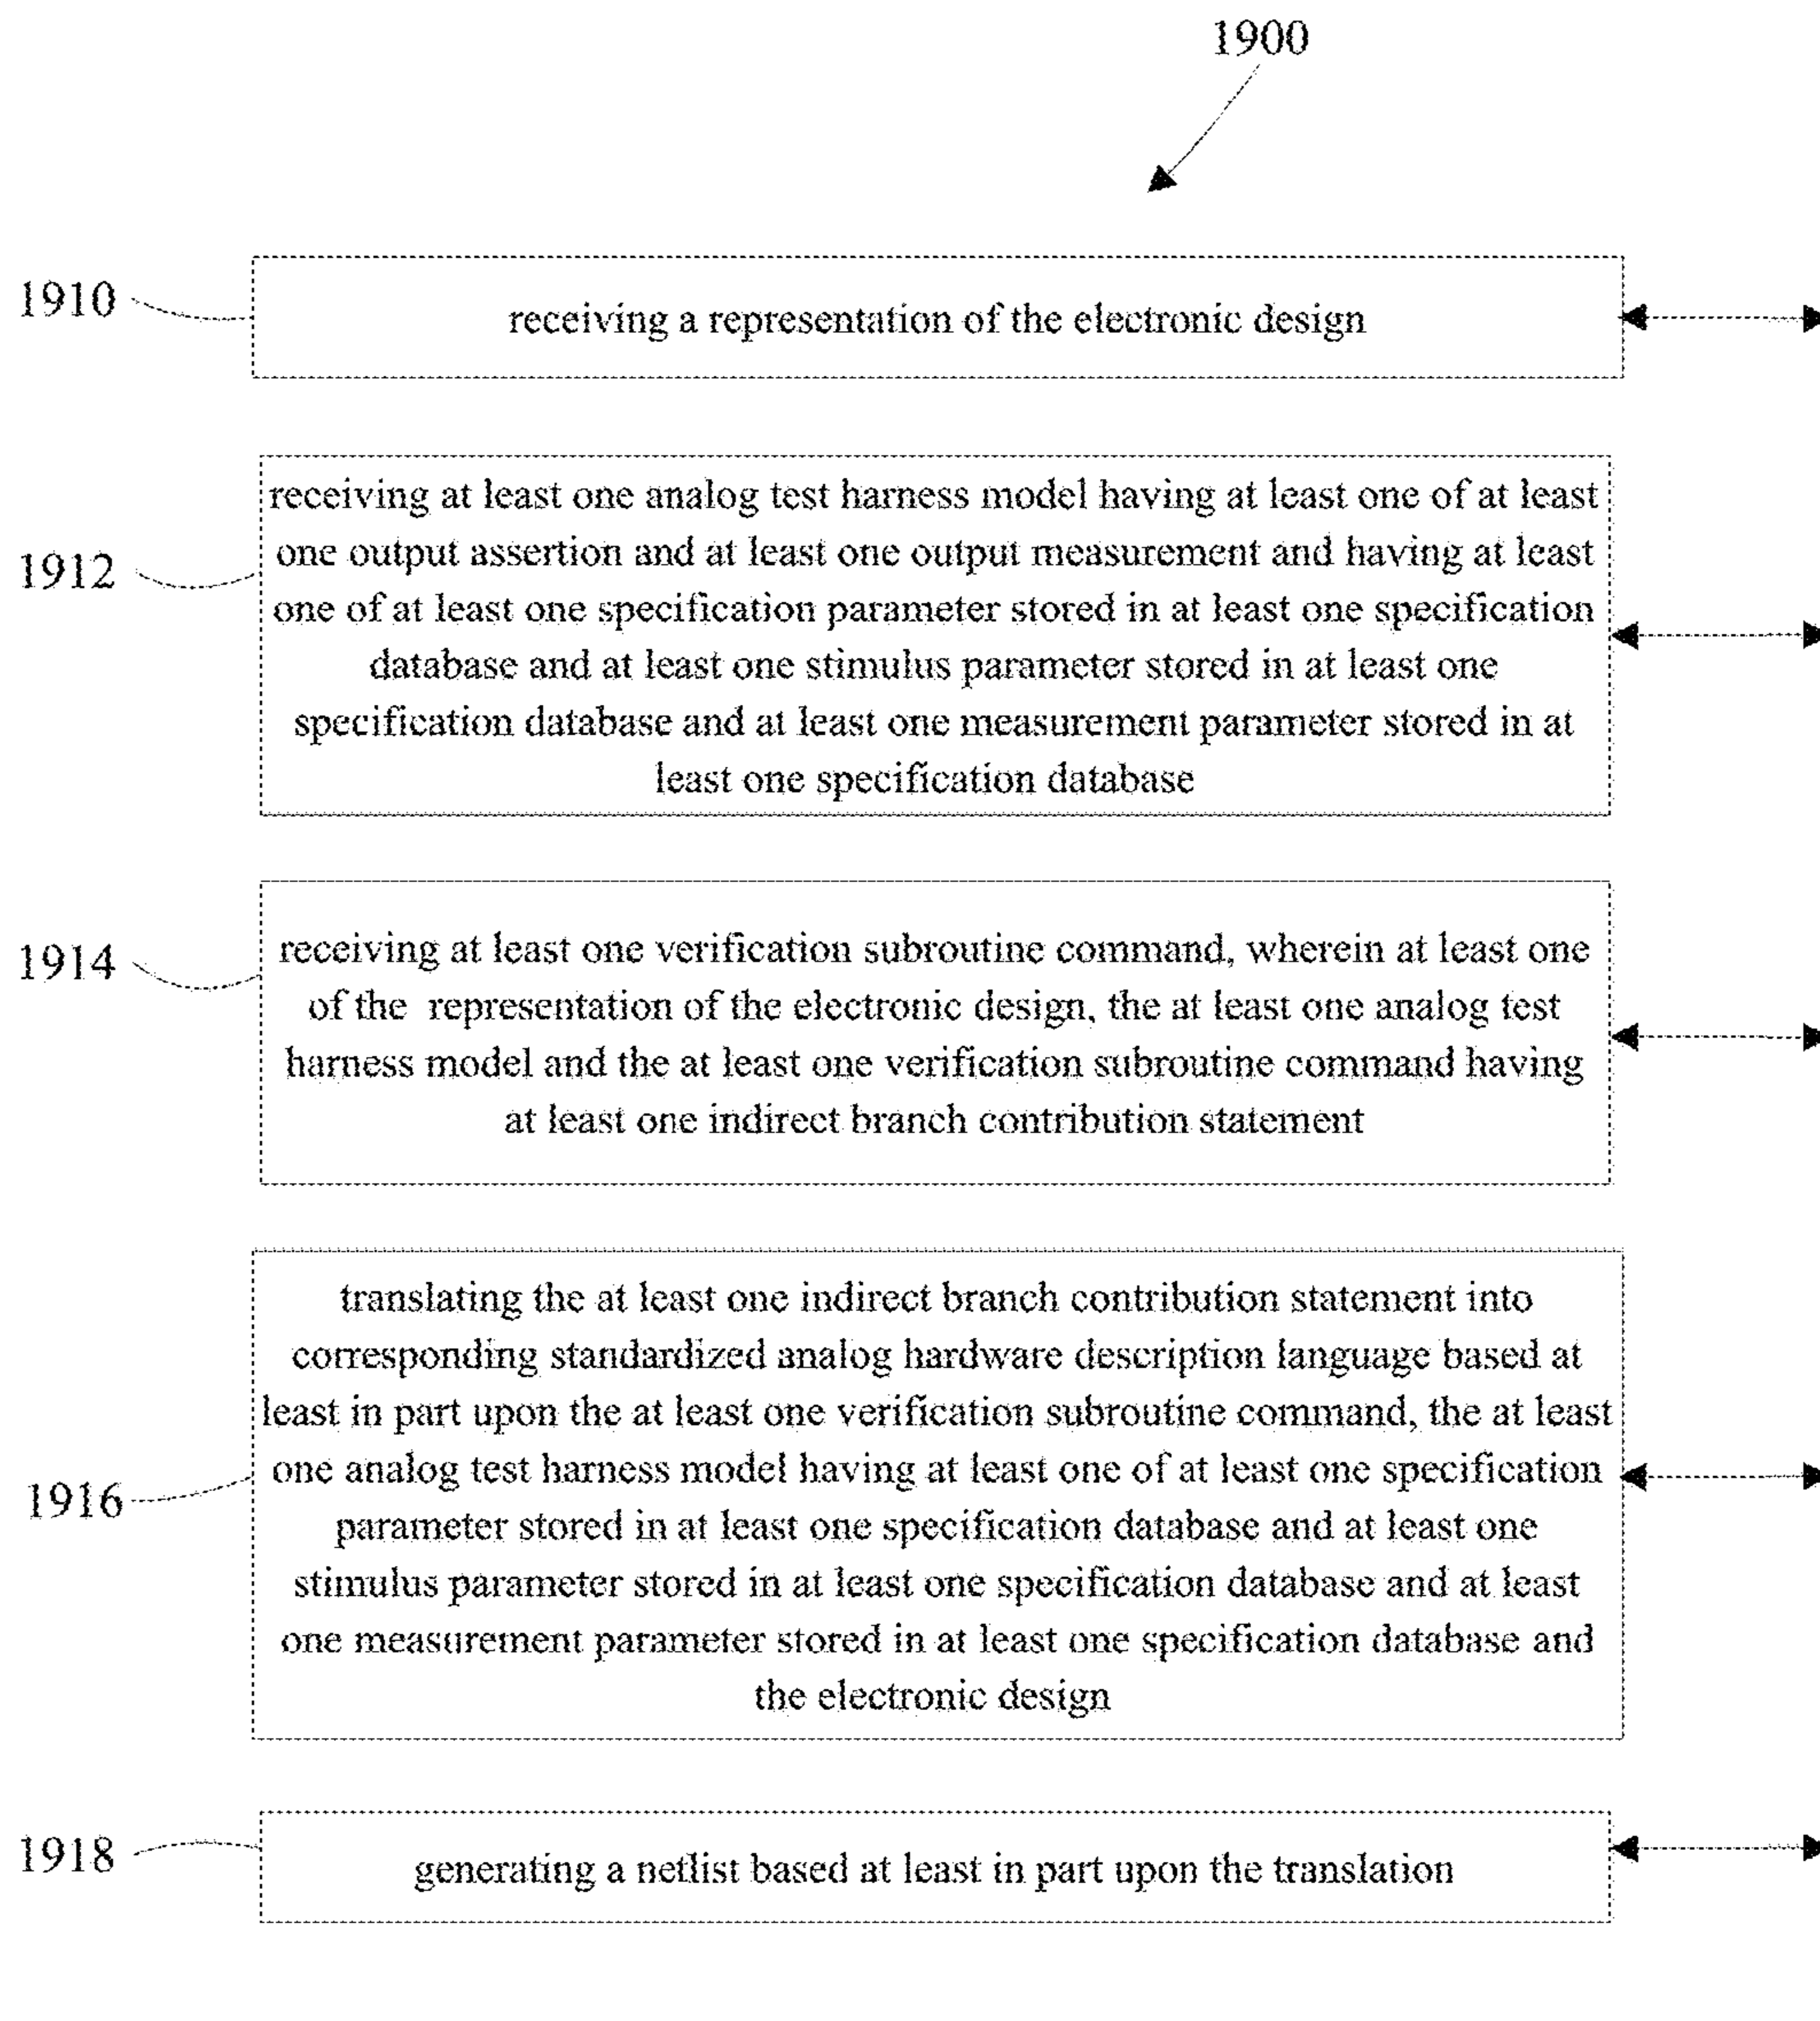 1900
1910
receiving a representation of the electronic design
1912
receiving at least one analog test harness model having at least one of at least
one output assertion and at least one output measurement and having at least
one of at least one specification parameter stored in at least one specification
database and at least one stimulus parameter stored in at least one
specification database and at least one measurement parameter stored in at
least one specification database
1914
receiving at least one verification subroutine command, wherein at least one
of the representation of the electronic design, the at least one analog test
harness model and the at least one verification subroutine command having
at least one indirect branch contribution statement
1916
translating the at least one indirect branch contribution statement into
corresponding standardized analog hardware description language based at
least in part upon the at least one verification subroutine command, the at least
one analog test harness model having at least one of at least one specification
parameter stored in at least one specification database and at least one
stimulus parameter stored in at least one specification database and at least
one measurement parameter stored in at least one specification database and
the electronic design
1918
generating a netlist based at least in part upon the translation